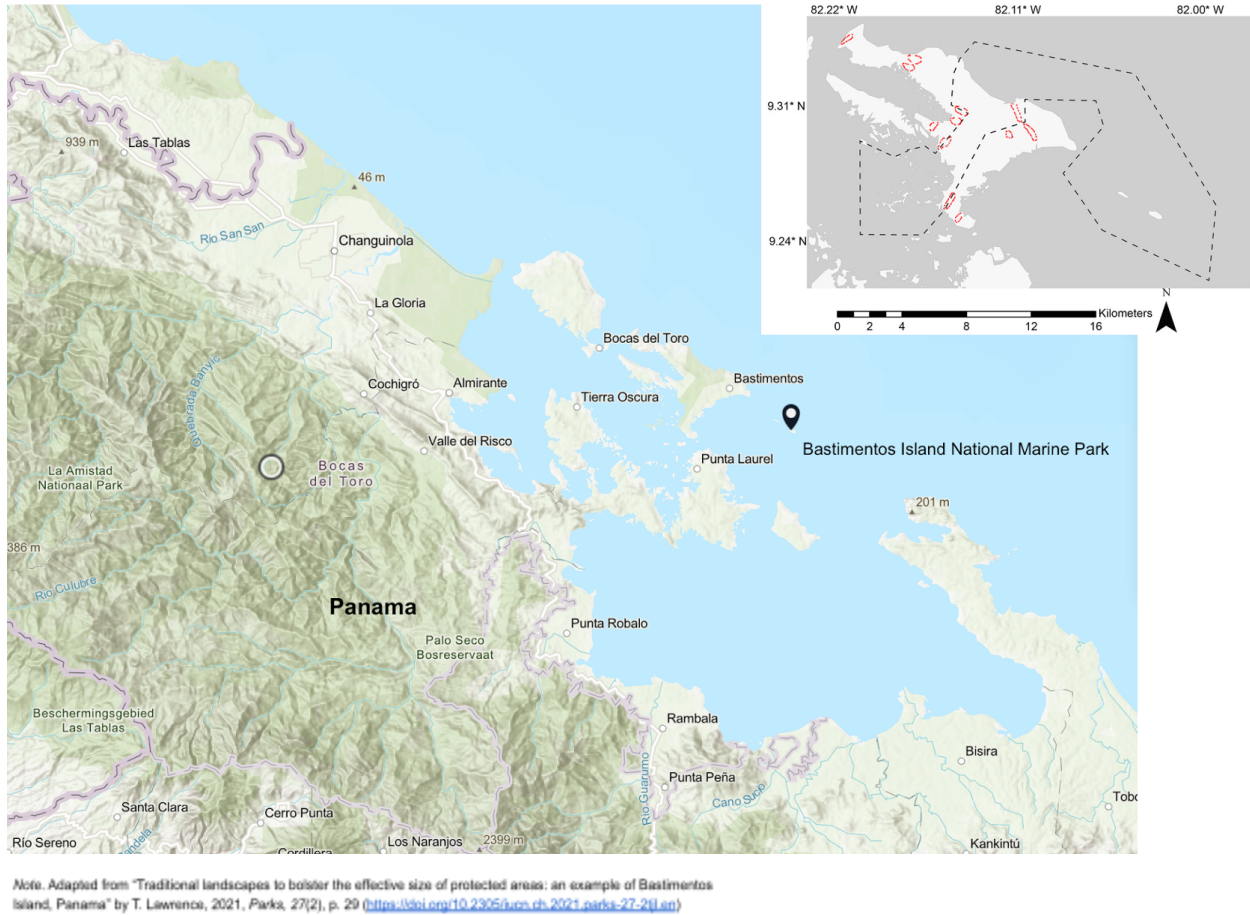 82.22° W
82.11° W
82.00° W
9.31° N
9.24° N
N
Kilometers
0 2 4 8 12 16
939 m
Las Tablas
46 m
Rio San San
Changuinola
La Gloria
Bocas del Toro
Quebrada Banyic
Cochigró
Almirante
Bastimentos
Tierra Oscura
Bastimentos Island National Marine Park
Valle del Risco
Punta Laurel
La Amistad
Nationaal Park
Bocas
del Toro
201 m
386 m
Rio Culubre
Panama
Punta Robalo
Palo Seco
Bosreservaat
Beschermingsgebied
Las Tablas
Rambala
Bisira
Rio Guarumo
Punta Peña
Cano Sucio
Tobo
Santa Clara
Cerro Punta
Río Sereno
andela
Cordillera
Los Naranjos
2399 m
Kankintú
Note. Adapted from "Traditional landscapes to bolster the effective size of protected areas: an example of Bastimentos
Island, Panama" by T. Lawrence, 2021, Parks, 27(2), p. 29 (https://doi.org/10.2305/iucn.ch.2021.parks-27-2tjl.en)